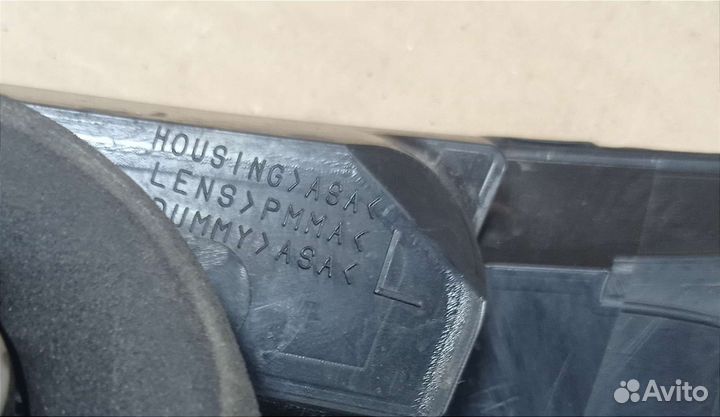 HOUSING>ASA<
LENS>PMMA<
DUMMY>ASA<
L
Avito